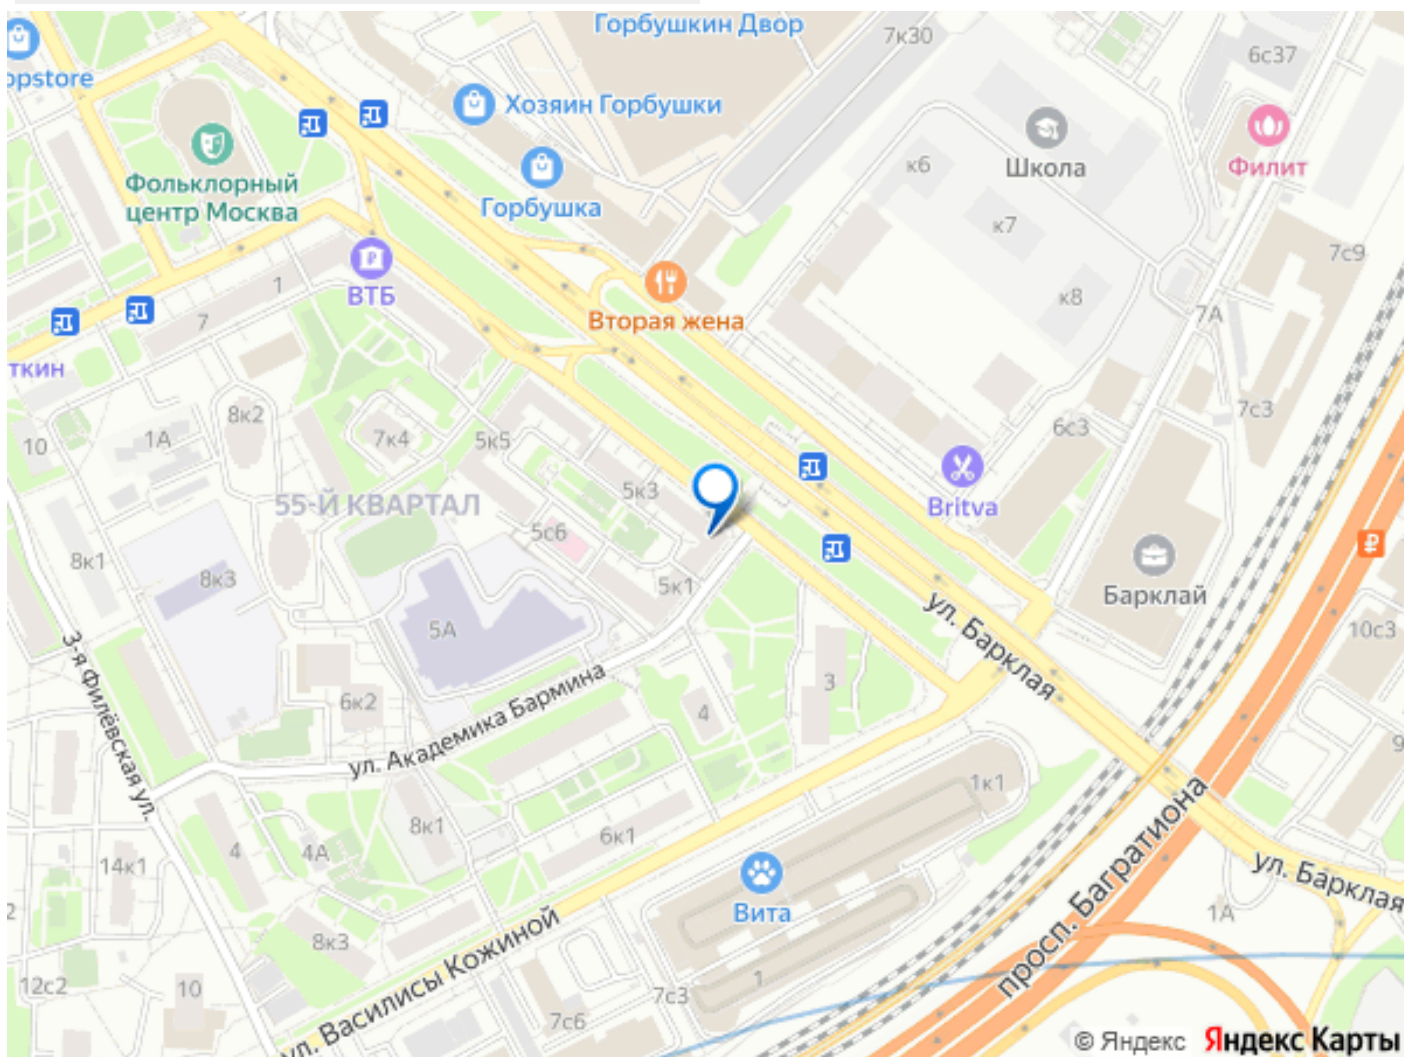 Горбушкин Двор
7к30
6с37
opstore
Хозяин Горбушки
Школа
Филит
к6
Фольклорный
центр Москва
Горбушка
к7
7с9
ВТБ
1
к8
7
Вторая жена
7А
ткин
8к2
7с3
10
1А
7к4
5к5
6с3
55-Й КВАРТАЛ
5к3
Britva
5с6
8к1
8к3
5к1
Барклай
5А
ул. Барклая
10с3
3-я Филёвская ул.
6к2
ул. Академика Бармина
4
3
9
1к1
просп. Багратиона
8к1
6к1
4
4А
14к1
ул. Барклая
Вита
1А
2
8к3
ул. Василисы Кожиной
12с2
10
1
7с3
7с6
© Яндекс Яндекс Карты